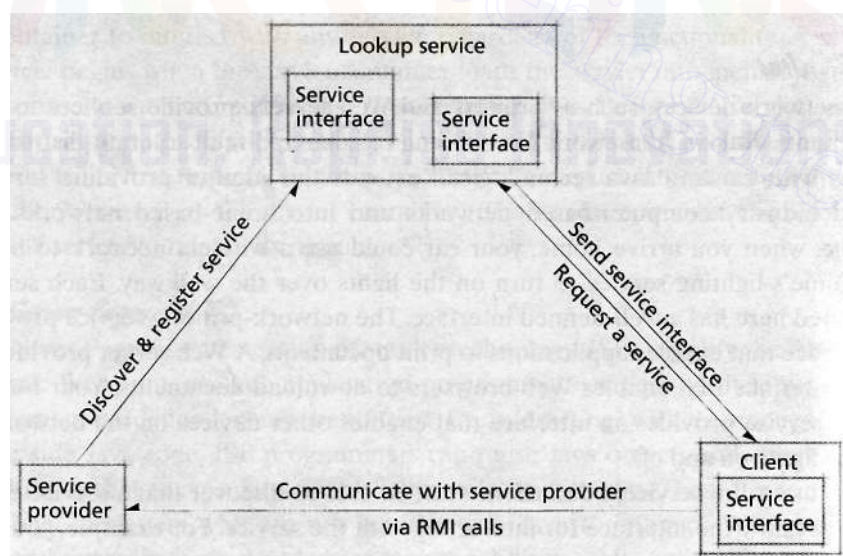 Lookup service
Service
interface
Service
interface
Discover & register service
Send service interface
Request a service
Service
provider
Communicate with service provider
via RMI calls
Client
Service
interface